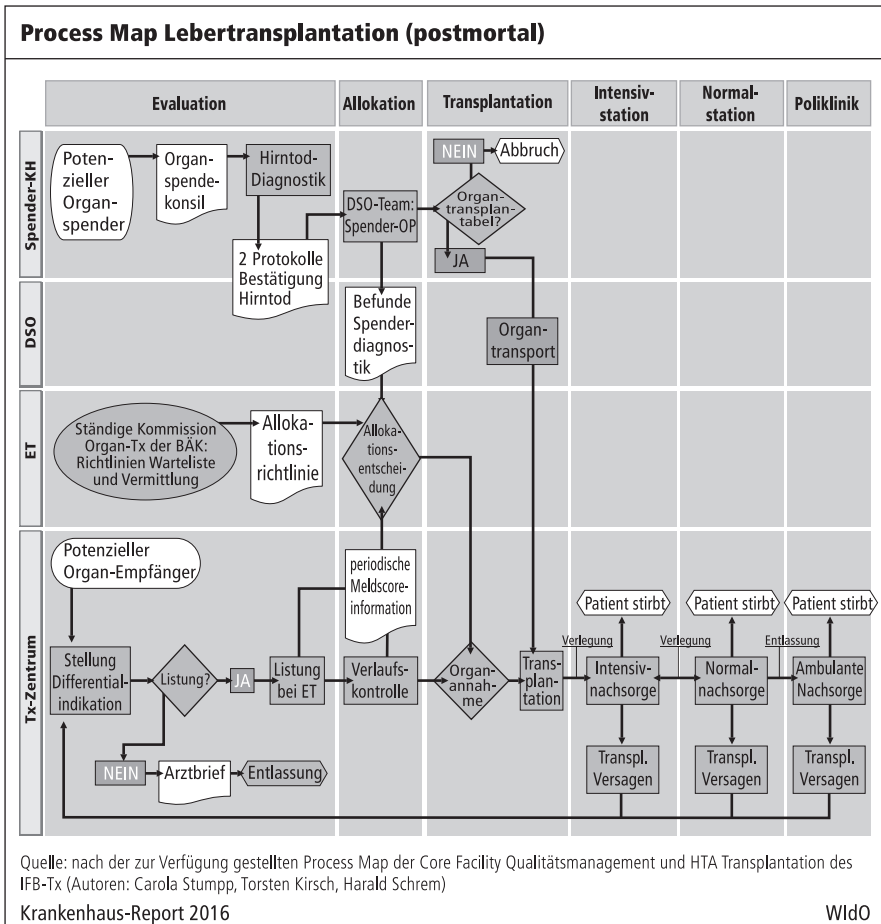 Process Map Lebertransplantation (postmortal)
Evaluation
Allokation
Transplantation
Intensiv-
station
Normal-
station
Poliklinik
Spender-KH
Poten-
zieller
Organ-
spender
Organ-
spende-
konsil
Hirntod-
Diagnostik
2 Protokolle
Bestätigung
Hirntod
DSO-Team:
Spender-OP
NEIN
Abbruch
Organ-
transplan-
tabel?
JA
DSO
Befunde
Spender-
diagnos-
tik
Organ-
transport
ET
Ständige Kommission
Organ-Tx der BÄK:
Richtlinien Warteliste
und Vermittlung
Alloka-
tions-
richtlinie
Alloka-
tions-
entschei-
dung
Tx-Zentrum
Potenzieller
Organ-Empfänger
periodische
Meldscore-
information
Stellung
Differential-
indikation
Listung?
JA
Listung
bei ET
Verlaufs-
kontrolle
Organ-
annah-
me
Trans-
plan-
tation
Verlegung
Patient stirbt
Intensiv-
nachsorge
Verlegung
Patient stirbt
Normal-
nachsorge
Entlassung
Patient stirbt
Ambulante
Nachsorge
NEIN
Arztbrief
Entlassung
Transpl.
Versagen
Transpl.
Versagen
Transpl.
Versagen
Quelle: nach der zur Verfügung gestellten Process Map der Core Facility Qualitätsmanagement und HTA Transplantation des
IFB-Tx (Autoren: Carola Stumpp, Torsten Kirsch, Harald Schrem)
Krankenhaus-Report 2016
WIdO